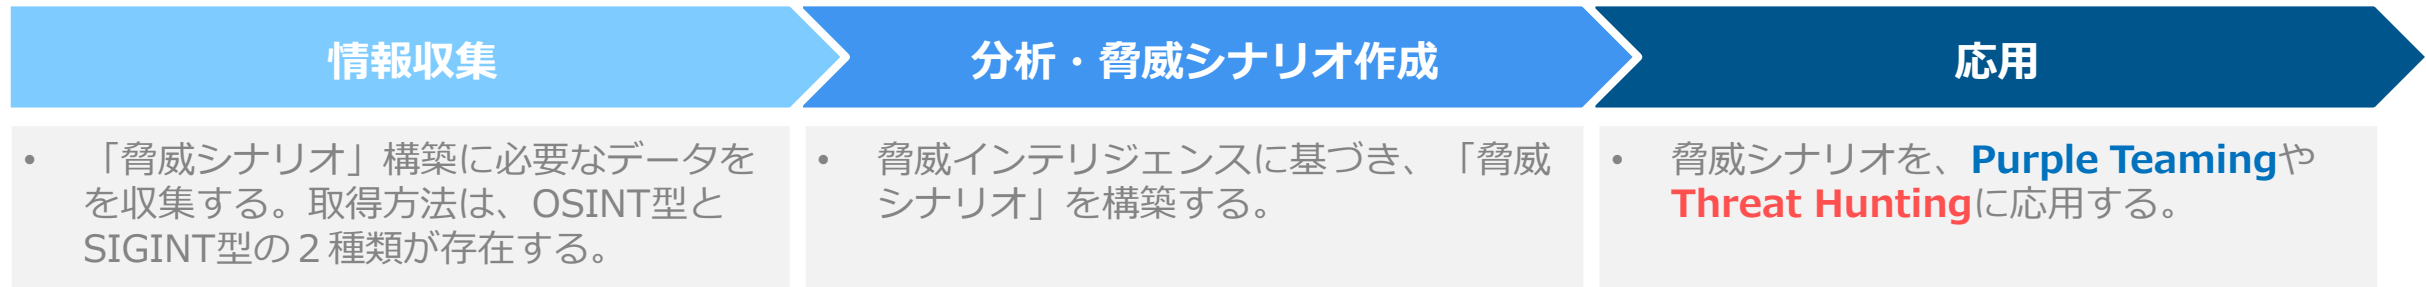 情報収集
分析・脅威シナリオ作成
応用
• 「脅威シナリオ」構築に必要なデータを
を収集する。取得方法は、OSINT型と
SIGINT型の２種類が存在する。
• 脅威インテリジェンスに基づき、「脅威
シナリオ」を構築する。
• 脅威シナリオを、Purple Teamingや
Threat Huntingに応用する。